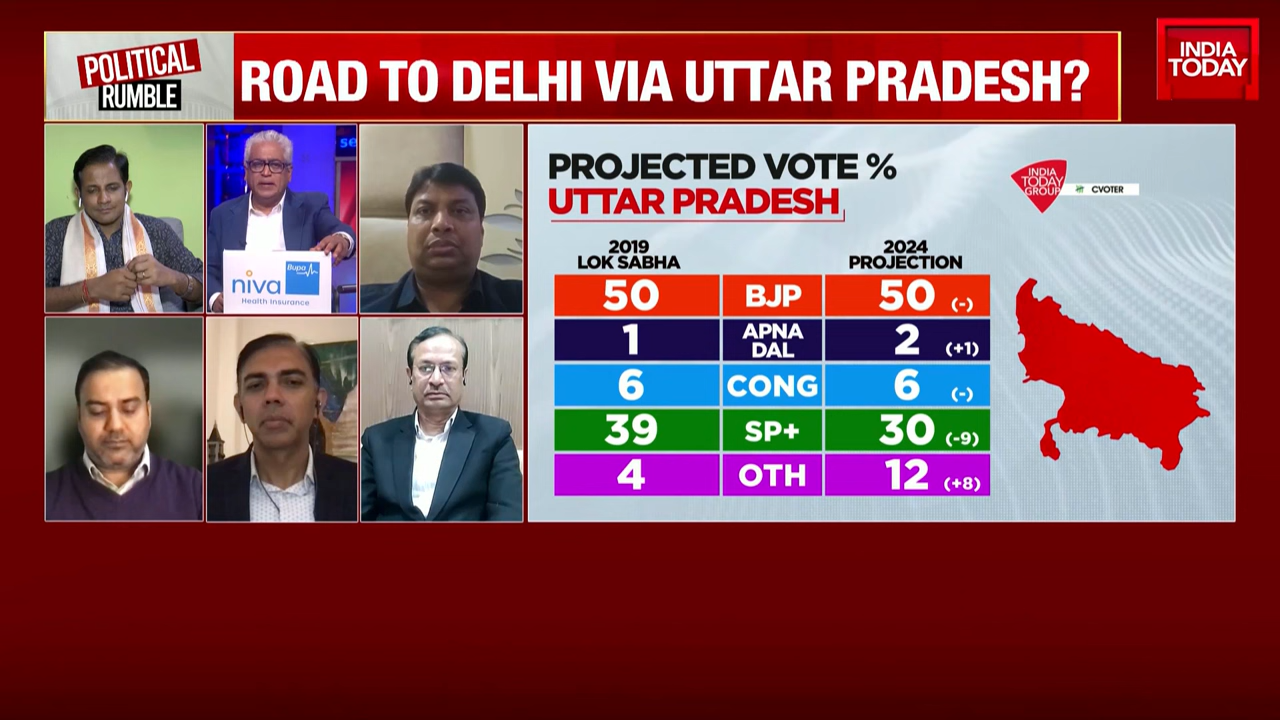 POLITICAL
RUMBLE
ROAD TO DELHI VIA UTTAR PRADESH?
INDIA
TODAY
se
niva
Bupa
Health Insurance
PROJECTED VOTE %
UTTAR PRADESH
INDIA
TODAY
GROUP
CVOTER
2019
LOK SABHA
2024
PROJECTION
50 BJP 50 (-)
1 APNA DAL 2 (+1)
6 CONG 6 (-)
39 SP+ 30 (-9)
4 OTH 12 (+8)